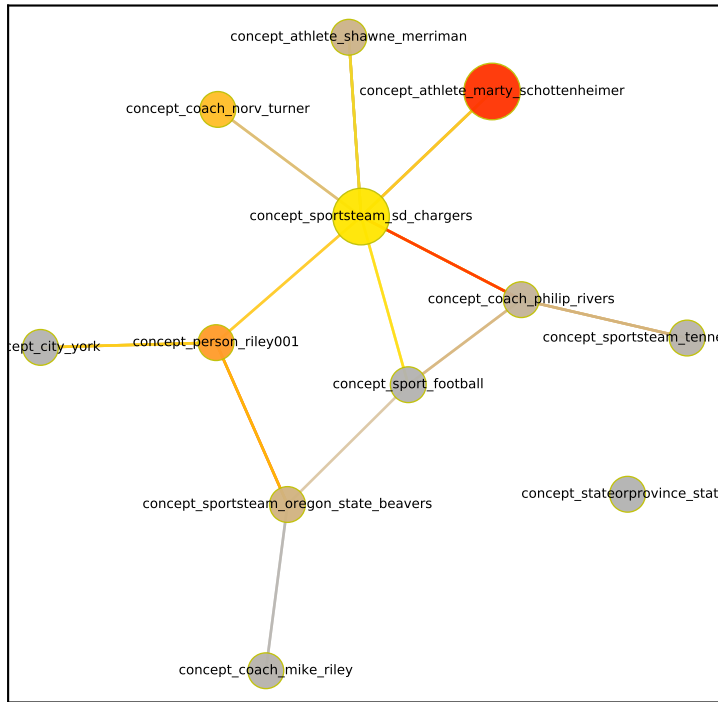 concept_athlete_shawne_merriman
concept_athlete_marty_schottenheimer
concept_coach_norv_turner
concept_sportsteam_sd_chargers
concept_coach_philip_rivers
concept_sportsteam_tenne
cept_city_york
concept_person_riley001
concept_sport_football
concept_stateorprovince_stat
concept_sportsteam_oregon_state_beavers
concept_coach_mike_riley